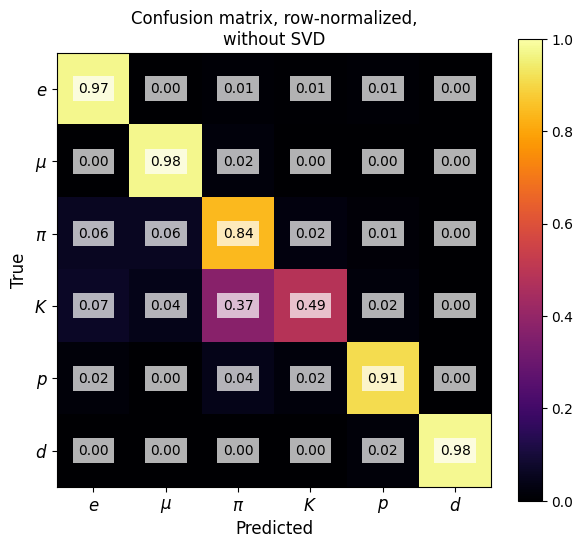 Confusion matrix, row-normalized,
without SVD
True
e 0.97 0.00 0.01 0.01 0.01 0.00
μ 0.00 0.98 0.02 0.00 0.00 0.00
π 0.06 0.06 0.84 0.02 0.01 0.00
K 0.07 0.04 0.37 0.49 0.02 0.00
p 0.02 0.00 0.04 0.02 0.91 0.00
d 0.00 0.00 0.00 0.00 0.02 0.98
e μ π K p d
Predicted
1.0
0.8
0.6
0.4
0.2
0.0